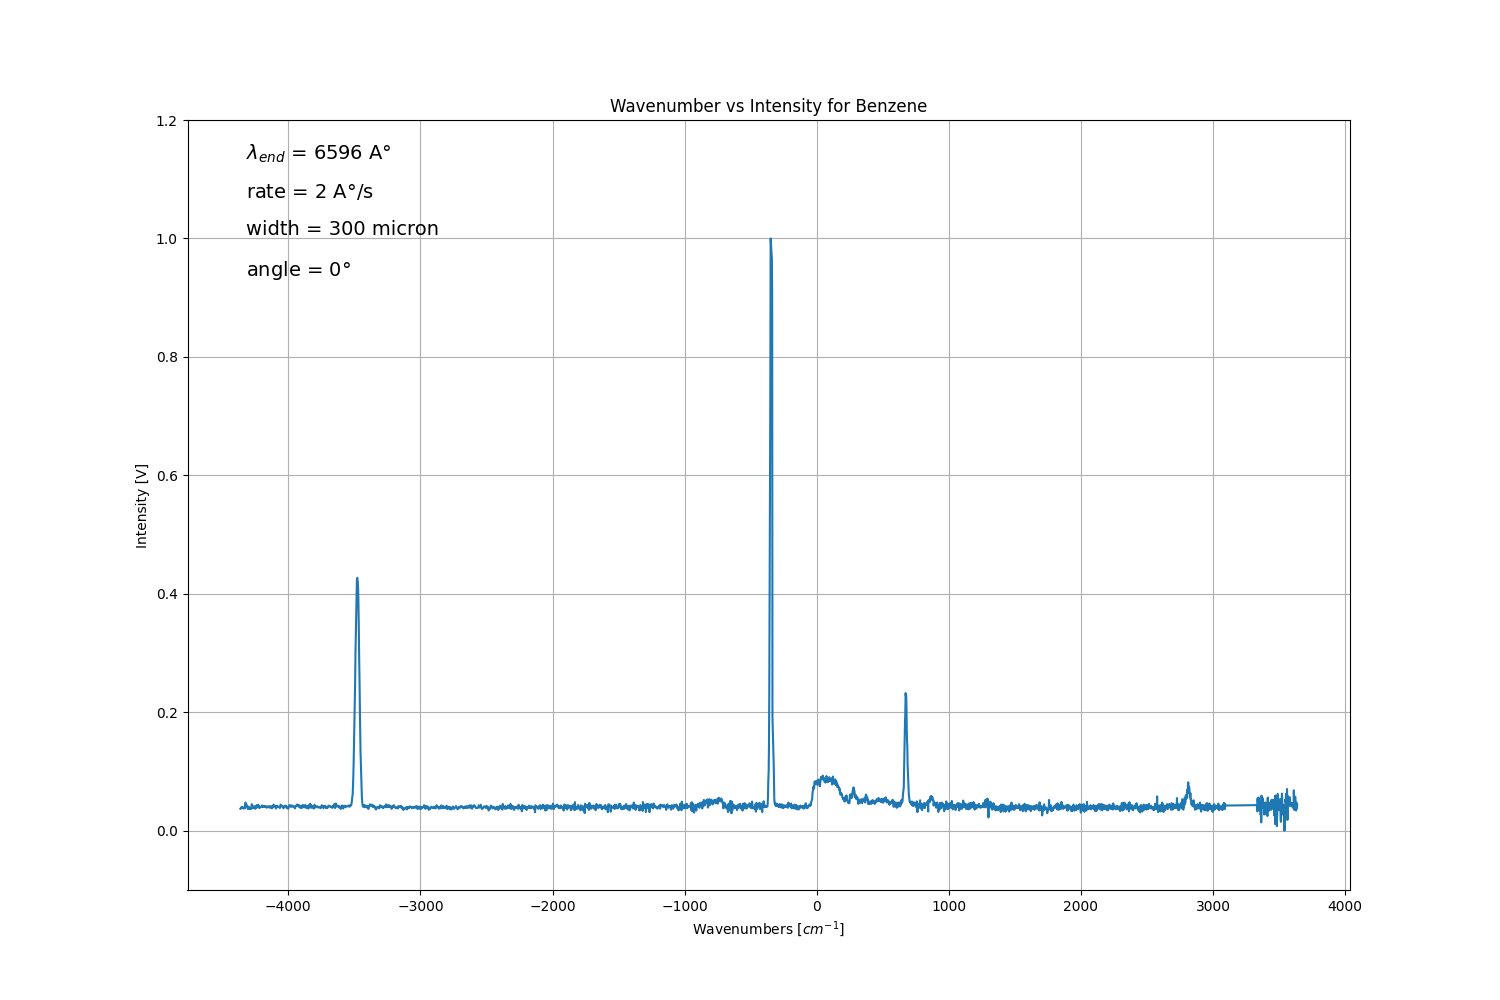 Wavenumber vs Intensity for Benzene
1.2
1.0
0.8
0.6
0.4
0.2
0.0
Intensity [V]
λend = 6596 A°
rate = 2 A°/s
width = 300 micron
angle = 0°
−4000 −3000 −2000 −1000 0 1000 2000 3000 4000
Wavenumbers [cm−1]